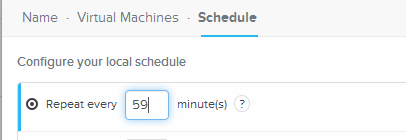 Name · Virtual Machines · Schedule
Configure your local schedule
Repeat every 59 minute(s) ?